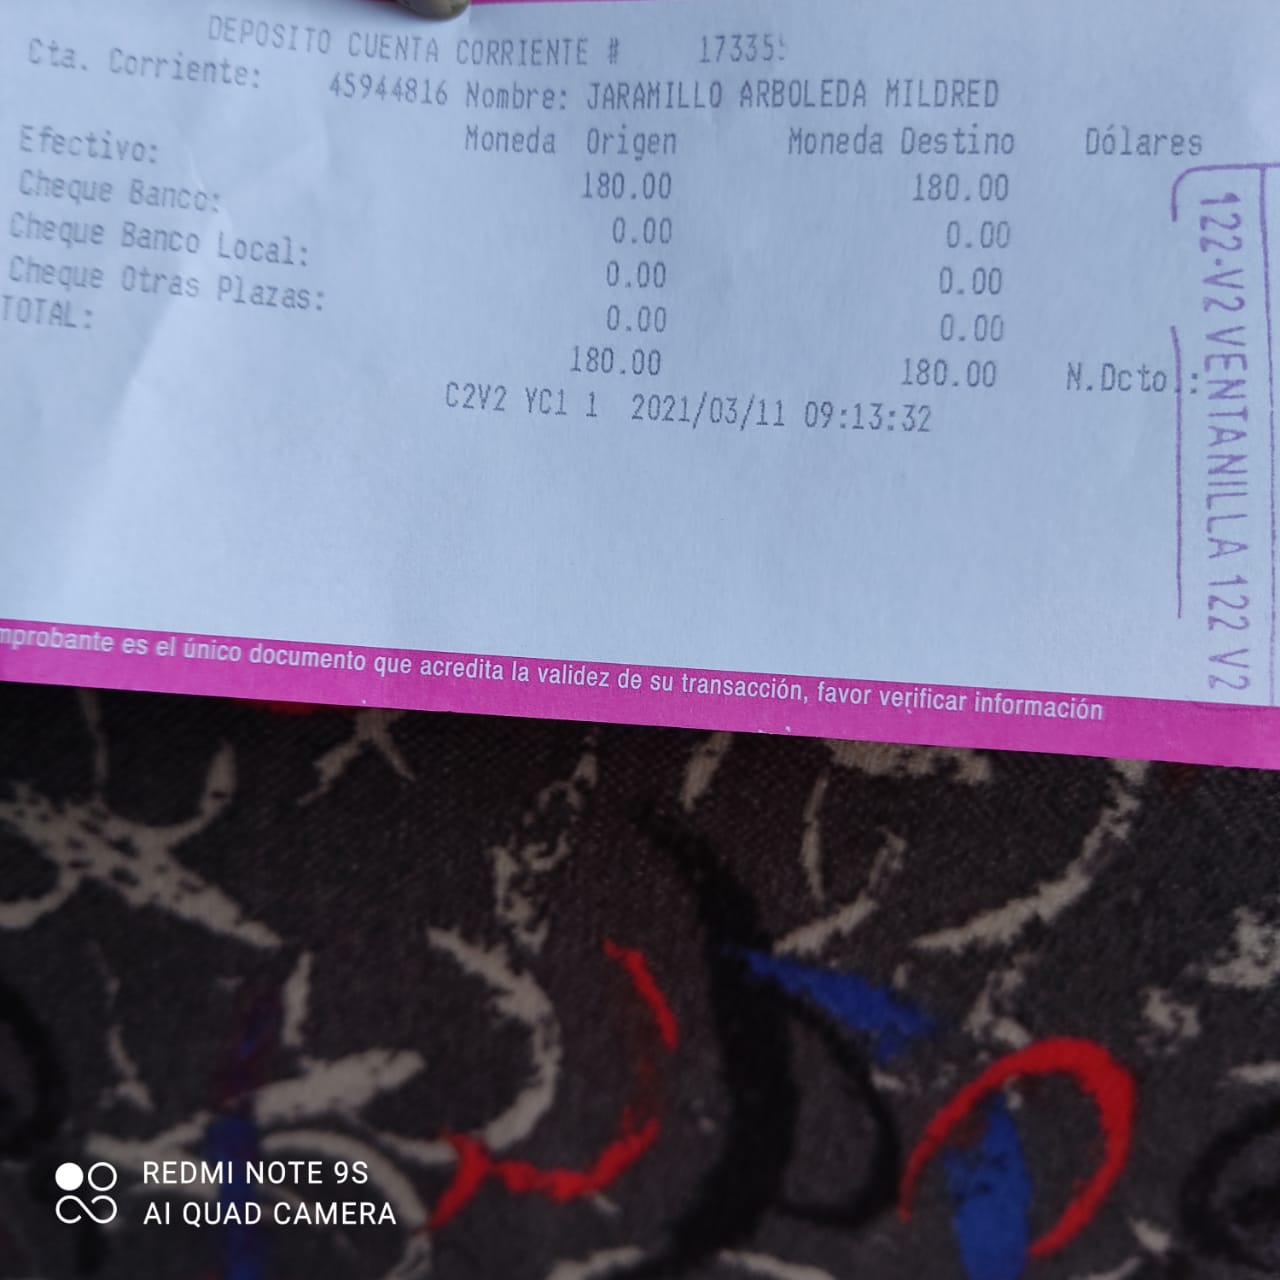 DEPOSITO CUENTA CORRIENTE # 17335
Cta. Corriente: 45944816 Nombre: JARAMILLO ARBOLEDA MILDRED
Moneda Origen Moneda Destino Dólares
Efectivo: 180.00 180.00
Cheque Banco: 0.00 0.00
Cheque Banco Local: 0.00 0.00
Cheque Otras Plazas: 0.00 0.00
TOTAL: 180.00 180.00 N.Dcto.:
C2V2 YC1 1 2021/03/11 09:13:32
122-V2 VENTANILLA 122 V2
mprobante es el único documento que acredita la validez de su transacción, favor verificar información
REDMI NOTE 9S
AI QUAD CAMERA